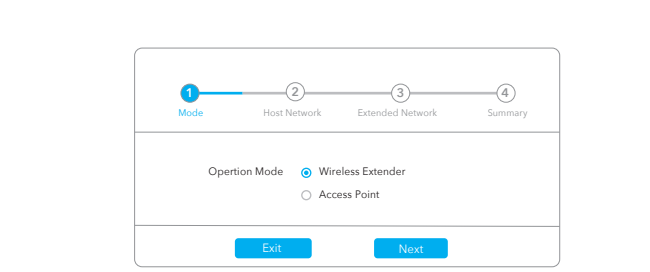 1 2 3 4
Mode Host Network Extended Network Summary
Opertion Mode Wireless Extender
Access Point
Exit Next